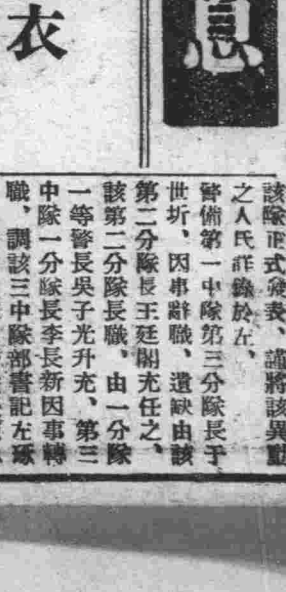 息
衣
該隊正式發表、謹將該異動
之人民詳錄於左、
警備第一中隊第三分隊長于
世圻、因事辭職、遺缺由該
第二分隊長王廷閣充任之、
該第二分隊長職、由一分隊
一等警長吳子光升充、第三
中隊一分隊長李長新因事轉
職、調該三中隊部書記左琢